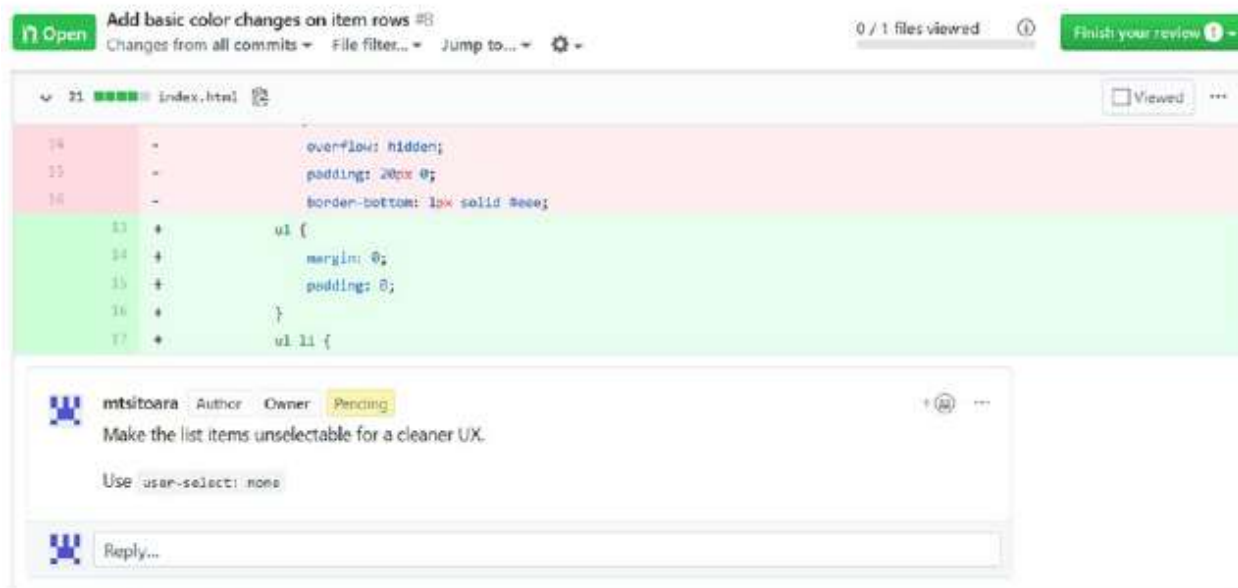 Open
Add basic color changes on item rows #8
Changes from all commits File filter... Jump to...
0 / 1 files viewed
Finish your review 1
21 index.html
Viewed
14 - overflow: hidden;
15 - padding: 20px 0;
16 - border-bottom: 1px solid #eee;
13 + ul {
14 + margin: 0;
15 + padding: 0;
16 + }
17 + ul li {
mtsitoara Author Owner Pending
Make the list items unselectable for a cleaner UX.
Use user-select: none
Reply...